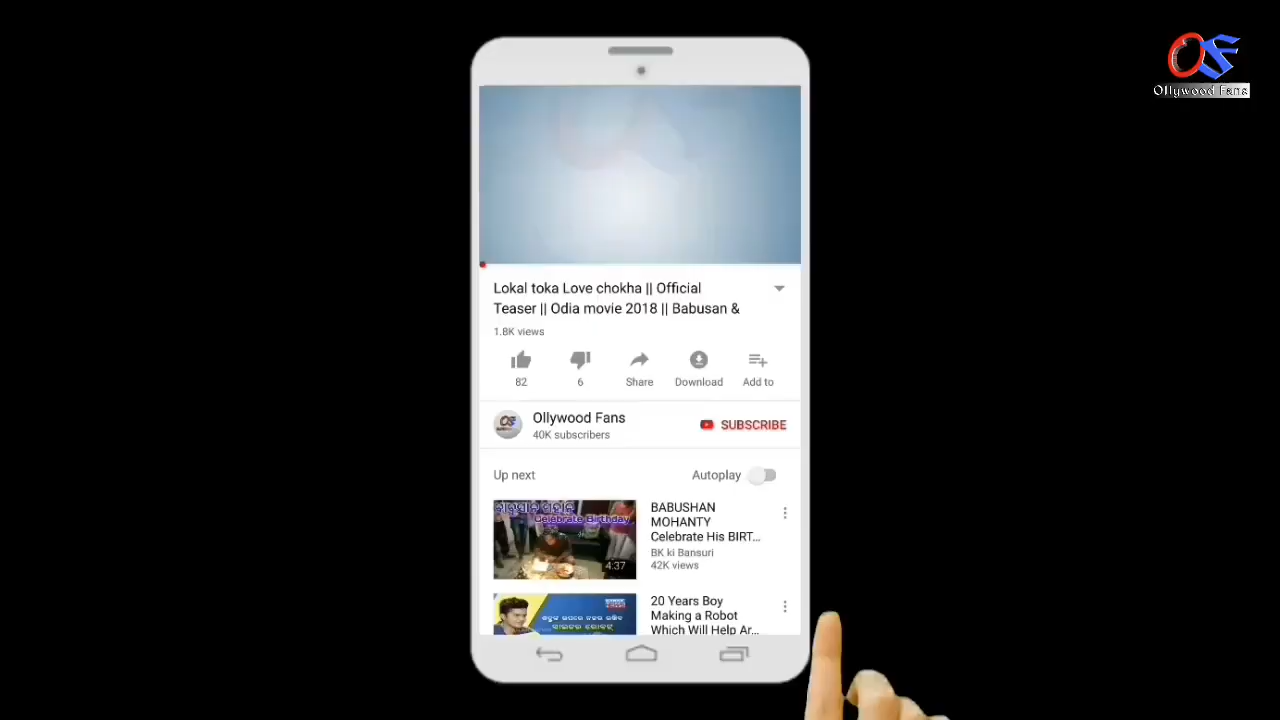 OF
Ollywood Fans
Lokal toka Love chokha || Official
Teaser || Odia movie 2018 || Babusan &
1.8K views
82
6
Share
Download
Add to
Ollywood Fans
40K subscribers
SUBSCRIBE
Up next
Autoplay
Celebrate Birthday
4:37
BABUSHAN
MOHANTY
Celebrate His BIRT...
BK ki Bansuri
42K views
20 Years Boy
Making a Robot
Which Will Help Ar...